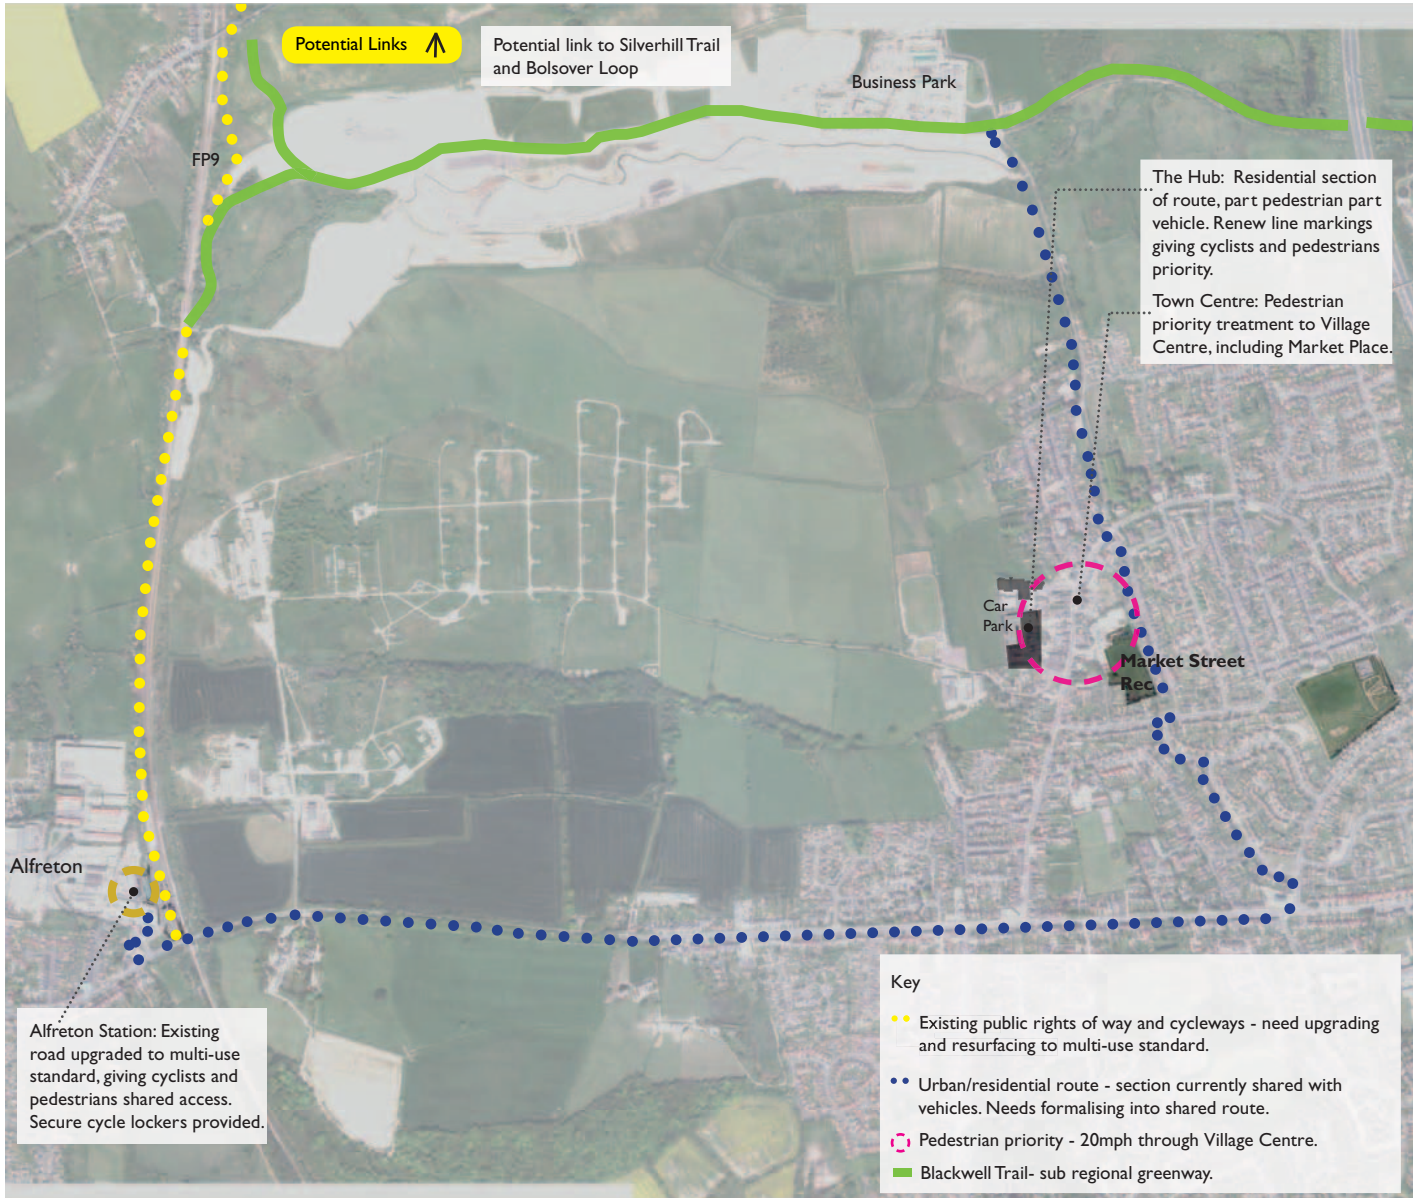 Potential Links
Potential link to Silverhill Trail
and Bolsover Loop
Business Park
FP9
The Hub: Residential section
of route, part pedestrian part
vehicle. Renew line markings
giving cyclists and pedestrians
priority.
Town Centre: Pedestrian
priority treatment to Village
Centre, including Market Place.
Car
Park
Market Street
Rec
Alfreton
Alfreton Station: Existing
road upgraded to multi-use
standard, giving cyclists and
pedestrians shared access.
Secure cycle lockers provided.
Key
Existing public rights of way and cycleways - need upgrading
and resurfacing to multi-use standard.
Urban/residential route - section currently shared with
vehicles. Needs formalising into shared route.
Pedestrian priority - 20mph through Village Centre.
Blackwell Trail- sub regional greenway.